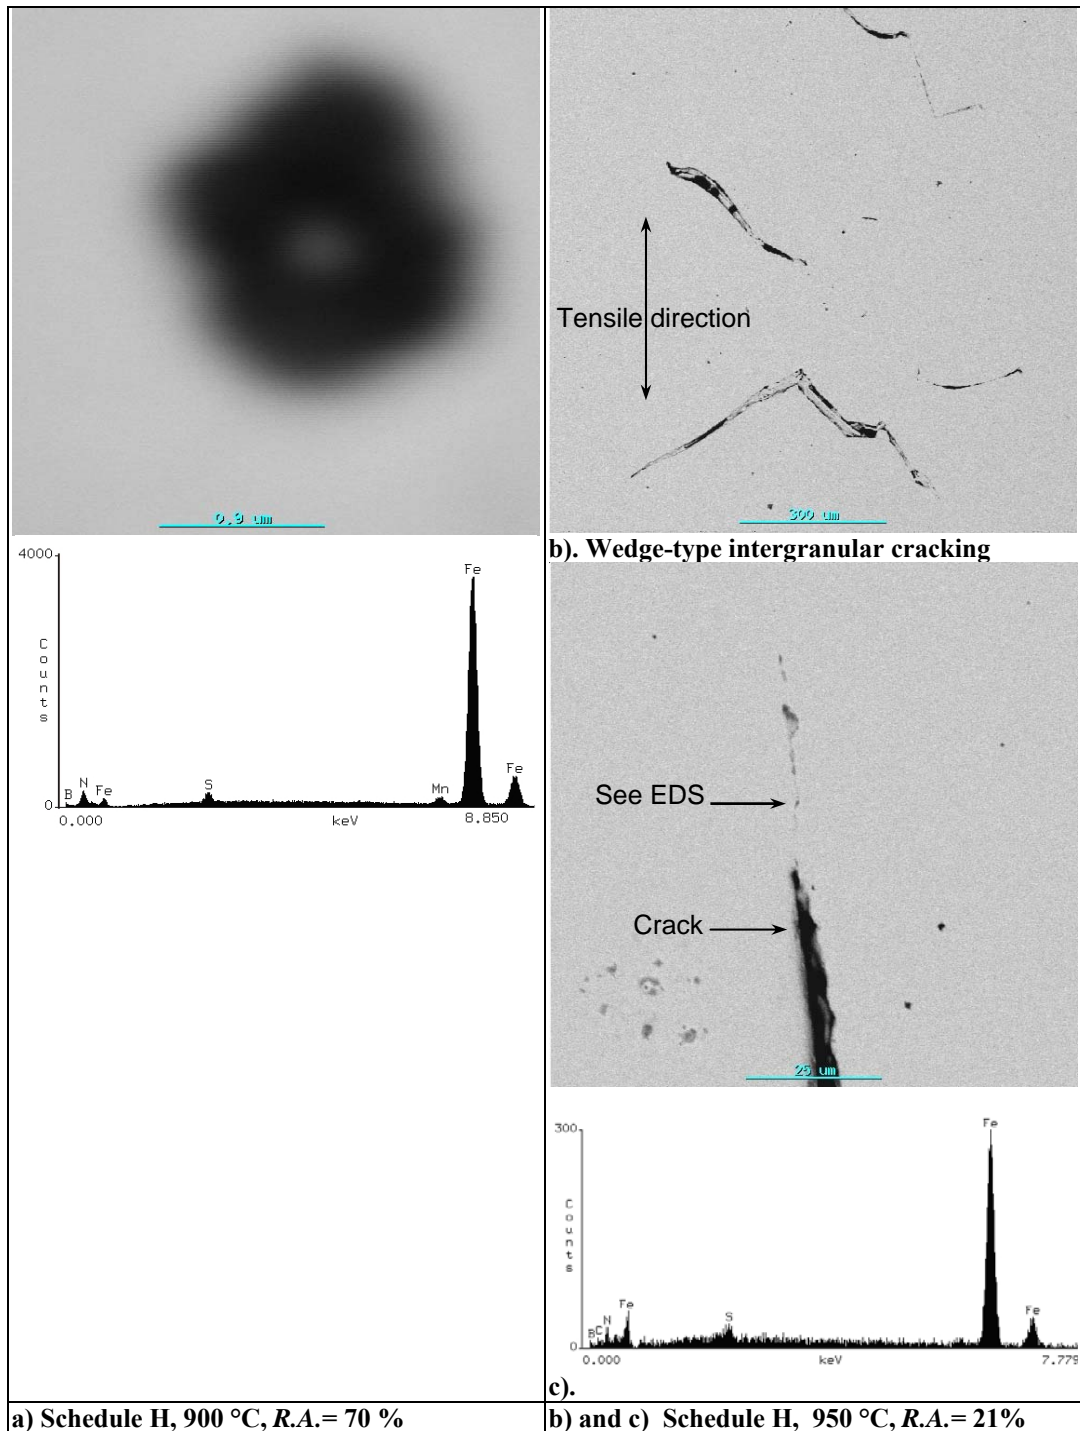 0.9 um
4000
Counts
Fe
B N Fe S Mn Fe
0
0.000 keV 8.850
Tensile direction
300 um
b). Wedge-type intergranular cracking
See EDS
Crack
25 um
300
Counts
Fe
B C N Fe S Fe
0
0.000 keV 7.779
c).
a) Schedule H, 900 °C, R.A.= 70 %
b) and c) Schedule H, 950 °C, R.A.= 21%